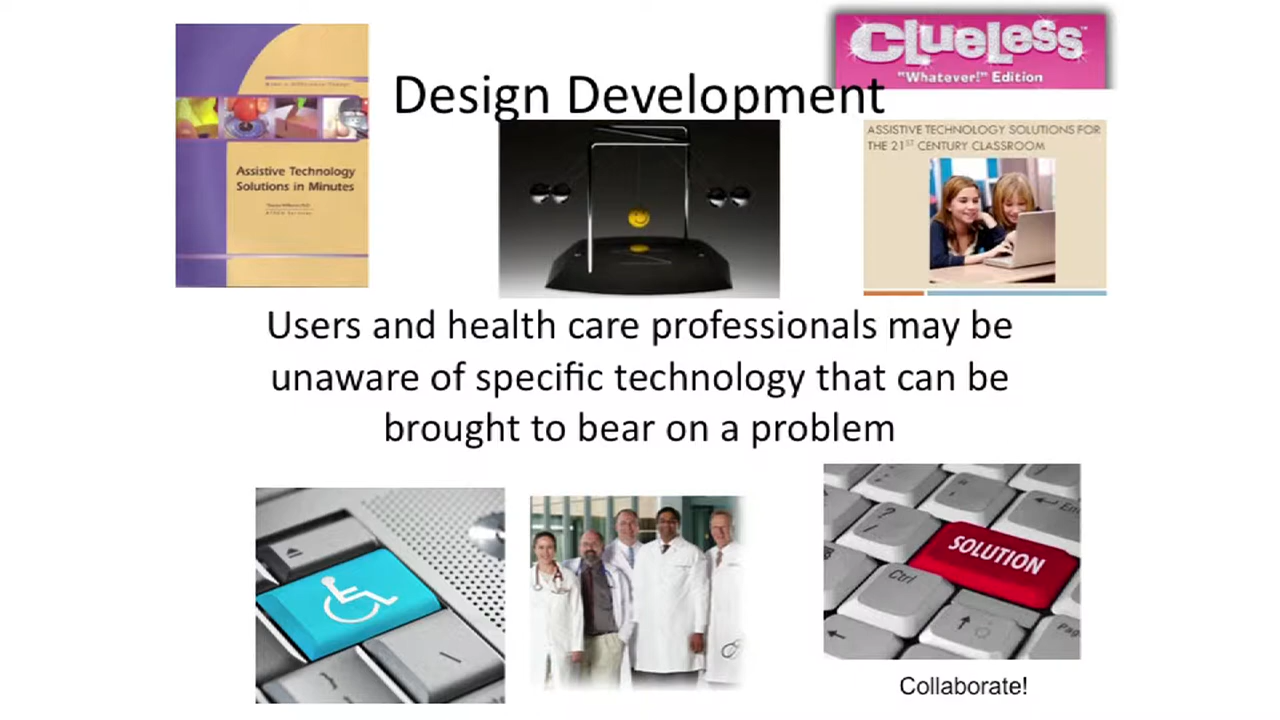 CLUELESS
"Whatever!" Edition
Design Development
Assistive Technology
Solutions in Minutes
ASSISTIVE TECHNOLOGY SOLUTIONS FOR
THE 21ST CENTURY CLASSROOM
Users and health care professionals may be
unaware of specific technology that can be
brought to bear on a problem
SOLUTION
?
/
W
Ctrl
Pag
Collaborate!